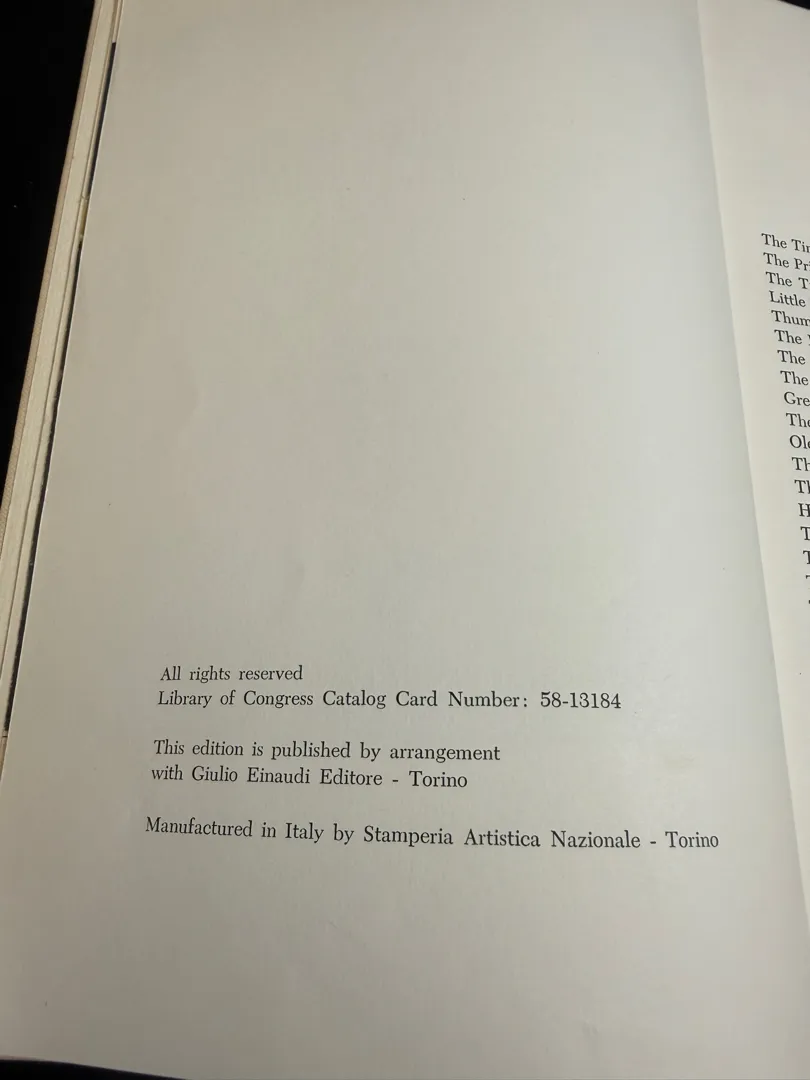 All rights reserved
Library of Congress Catalog Card Number: 58-13184
This edition is published by arrangement
with Giulio Einaudi Editore - Torino
Manufactured in Italy by Stamperia Artistica Nazionale - Torino
The
The
The
Little
The
The
The